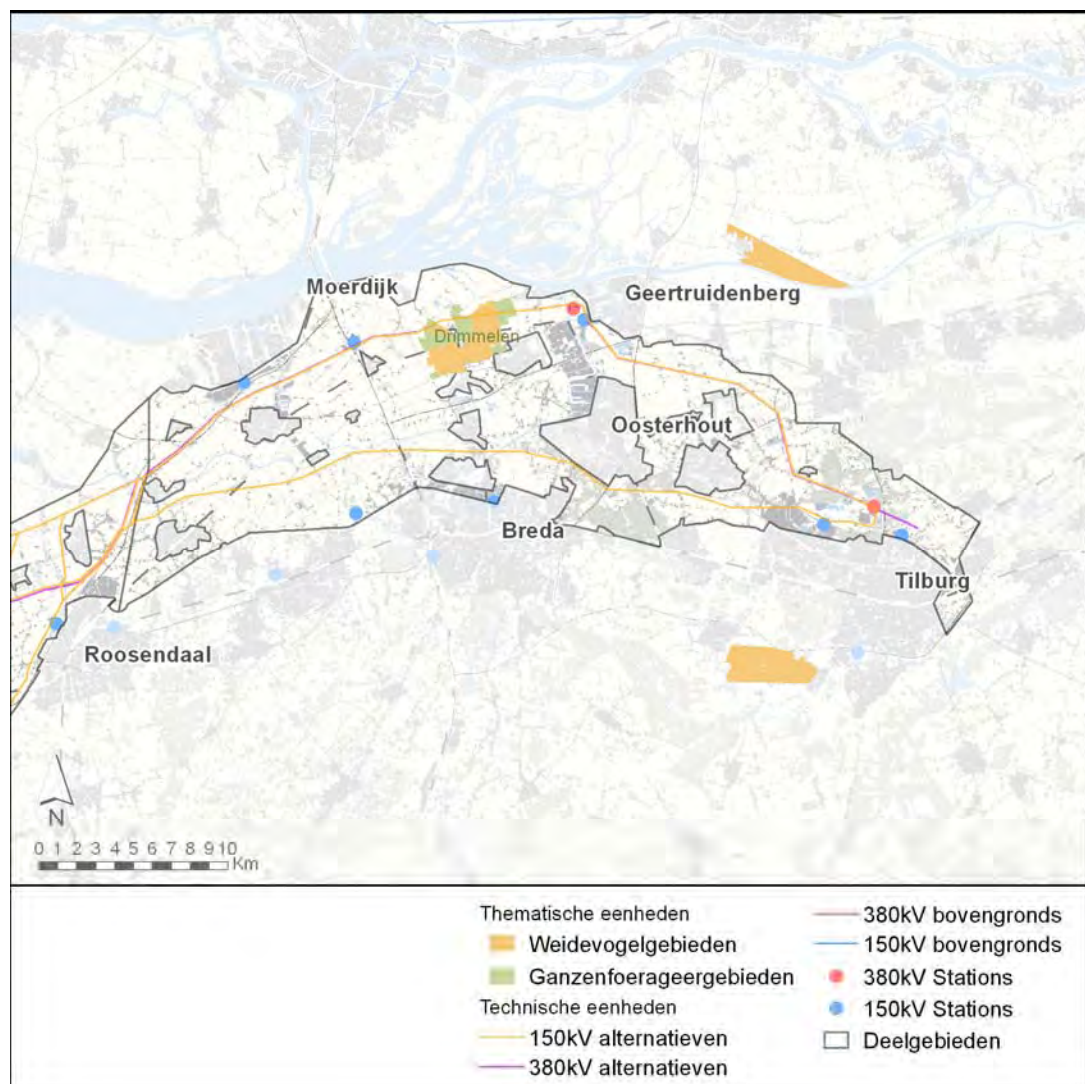 Moerdijk
Geertruidenberg
Drimmelen
Oosterhout
Breda
Tilburg
Roosendaal
N
0 1 2 3 4 5 6 7 8 9 10
Km
Thematische eenheden
Weidevogelgebieden
Ganzenfoerageergebieden
Technische eenheden
150kV alternatieven
380kV alternatieven
380kV bovengronds
150kV bovengronds
380kV Stations
150kV Stations
Deelgebieden